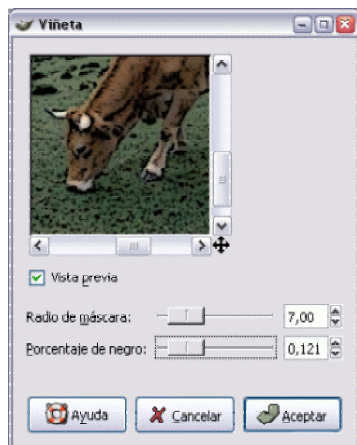 Viñeta
Vista previa
Radio de máscara: 7,00
Porcentaje de negro: 0,121
Ayuda Cancelar Aceptar